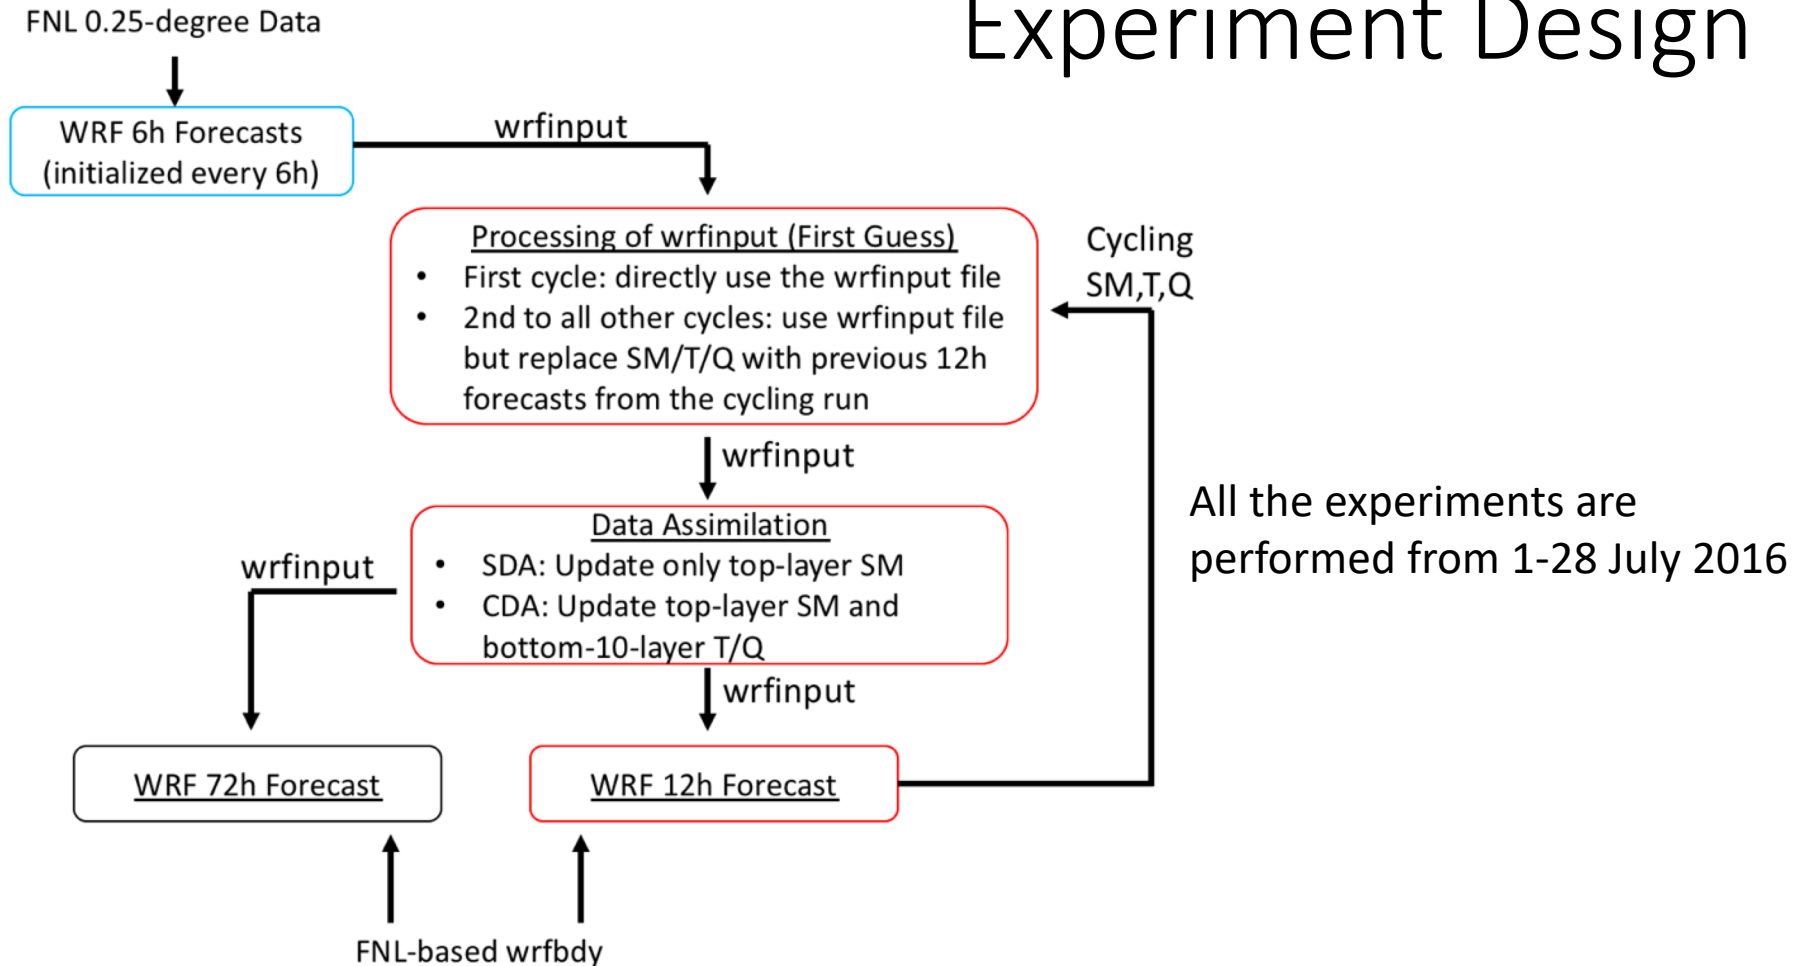 Experiment Design
FNL 0.25-degree Data
WRF 6h Forecasts
(initialized every 6h)
wrfinput
Processing of wrfinput (First Guess)
• First cycle: directly use the wrfinput file
• 2nd to all other cycles: use wrfinput file
but replace SM/T/Q with previous 12h
forecasts from the cycling run
Cycling
SM,T,Q
wrfinput
All the experiments are
performed from 1-28 July 2016
Data Assimilation
• SDA: Update only top-layer SM
• CDA: Update top-layer SM and
bottom-10-layer T/Q
wrfinput
wrfinput
WRF 72h Forecast
WRF 12h Forecast
FNL-based wrfbdy